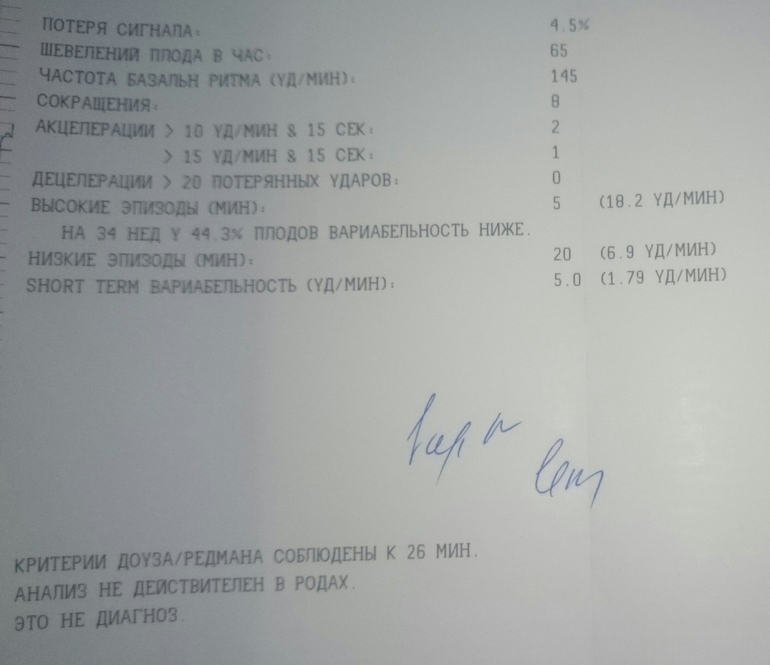 ПОТЕРЯ СИГНАЛА: 4.5%
ШЕВЕЛЕНИЙ ПЛОДА В ЧАС: 65
ЧАСТОТА БАЗАЛЬН РИТМА (УД/МИН): 145
СОКРАЩЕНИЯ: 8
АКЦЕЛЕРАЦИИ > 10 УД/МИН & 15 СЕК: 2
> 15 УД/МИН & 15 СЕК: 1
ДЕЦЕЛЕРАЦИИ > 20 ПОТЕРЯННЫХ УДАРОВ: 0
ВЫСОКИЕ ЭПИЗОДЫ (МИН): 5 (18.2 УД/МИН)
НА 34 НЕД У 44.3% ПЛОДОВ ВАРИАБЕЛЬНОСТЬ НИЖЕ.
НИЗКИЕ ЭПИЗОДЫ (МИН): 20 (6.9 УД/МИН)
SHORT TERM ВАРИАБЕЛЬНОСТЬ (УД/МИН): 5.0 (1.79 УД/МИН)
КРИТЕРИИ ДОУЗА/РЕДМАНА СОБЛЮДЕНЫ К 26 МИН.
АНАЛИЗ НЕ ДЕЙСТВИТЕЛЕН В РОДАХ.
ЭТО НЕ ДИАГНОЗ.